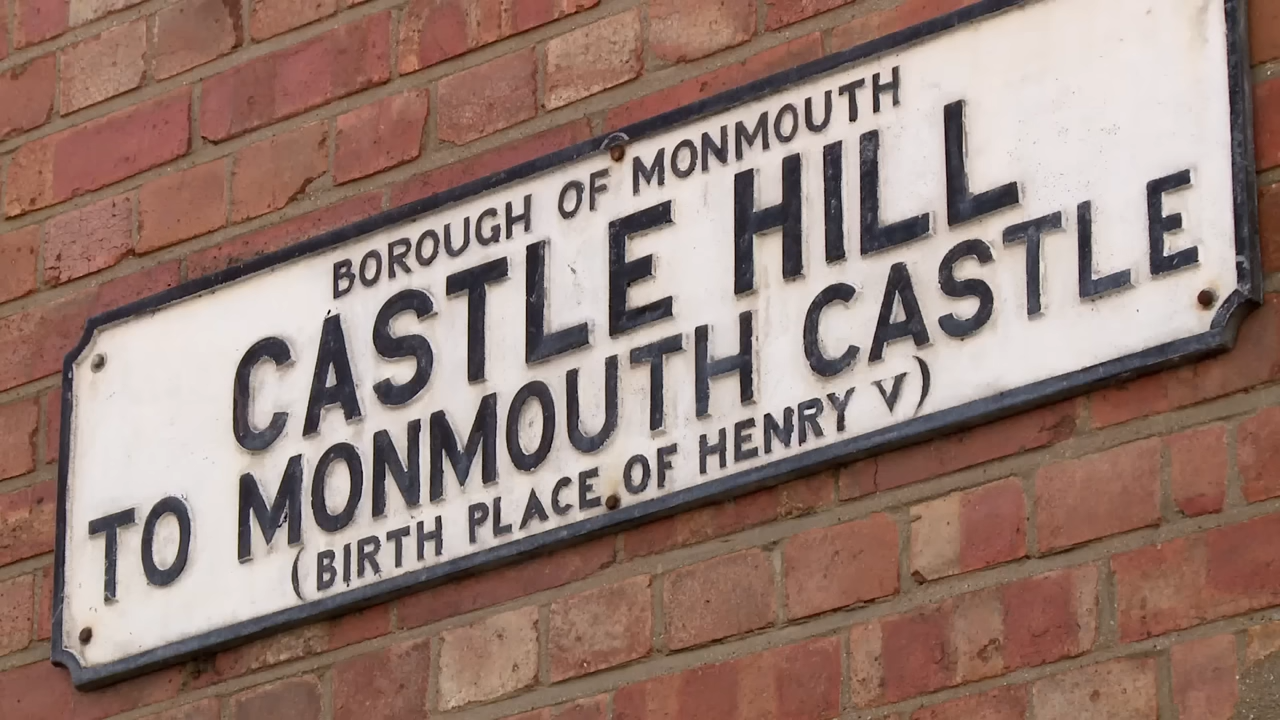 BOROUGH OF MONMOUTH
CASTLE HILL
TO MONMOUTH CASTLE
(BIRTH PLACE OF HENRY V)